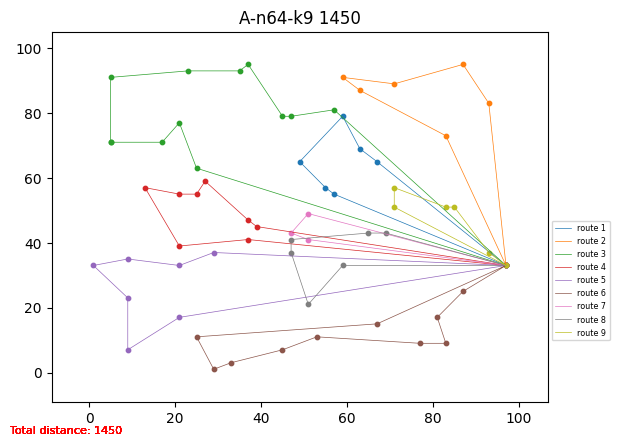 A-n64-k9 1450
100
80
60
40
20
0
0 20 40 60 80 100
route 1
route 2
route 3
route 4
route 5
route 6
route 7
route 8
route 9
Total distance: 1450